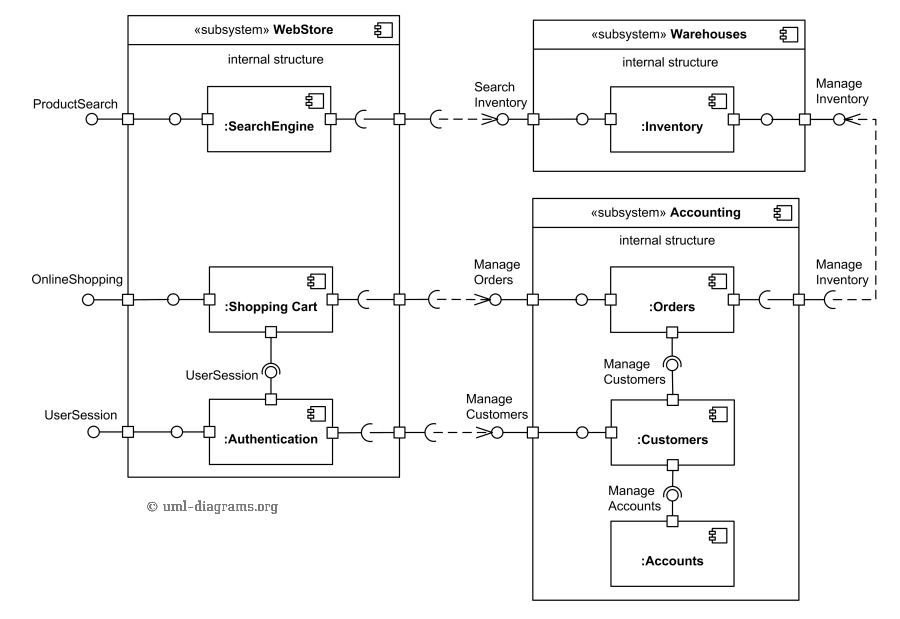 «subsystem» WebStore
internal structure
ProductSearch
:SearchEngine
OnlineShopping
:Shopping Cart
UserSession
UserSession
:Authentication
© uml-diagrams.org
Search
Inventory
Manage
Orders
Manage
Customers
«subsystem» Warehouses
internal structure
:Inventory
Manage
Inventory
«subsystem» Accounting
internal structure
Manage
Inventory
:Orders
Manage
Customers
:Customers
Manage
Accounts
:Accounts